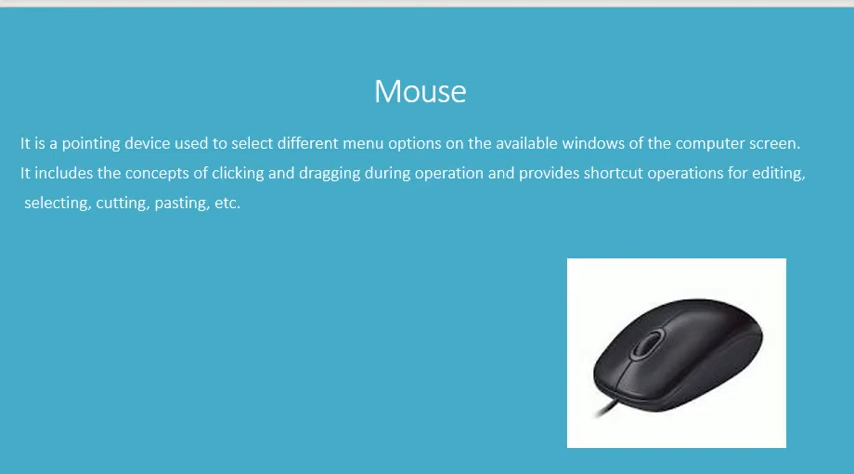 Mouse
It is a pointing device used to select different menu options on the available windows of the computer screen.
It includes the concepts of clicking and dragging during operation and provides shortcut operations for editing,
selecting, cutting, pasting, etc.